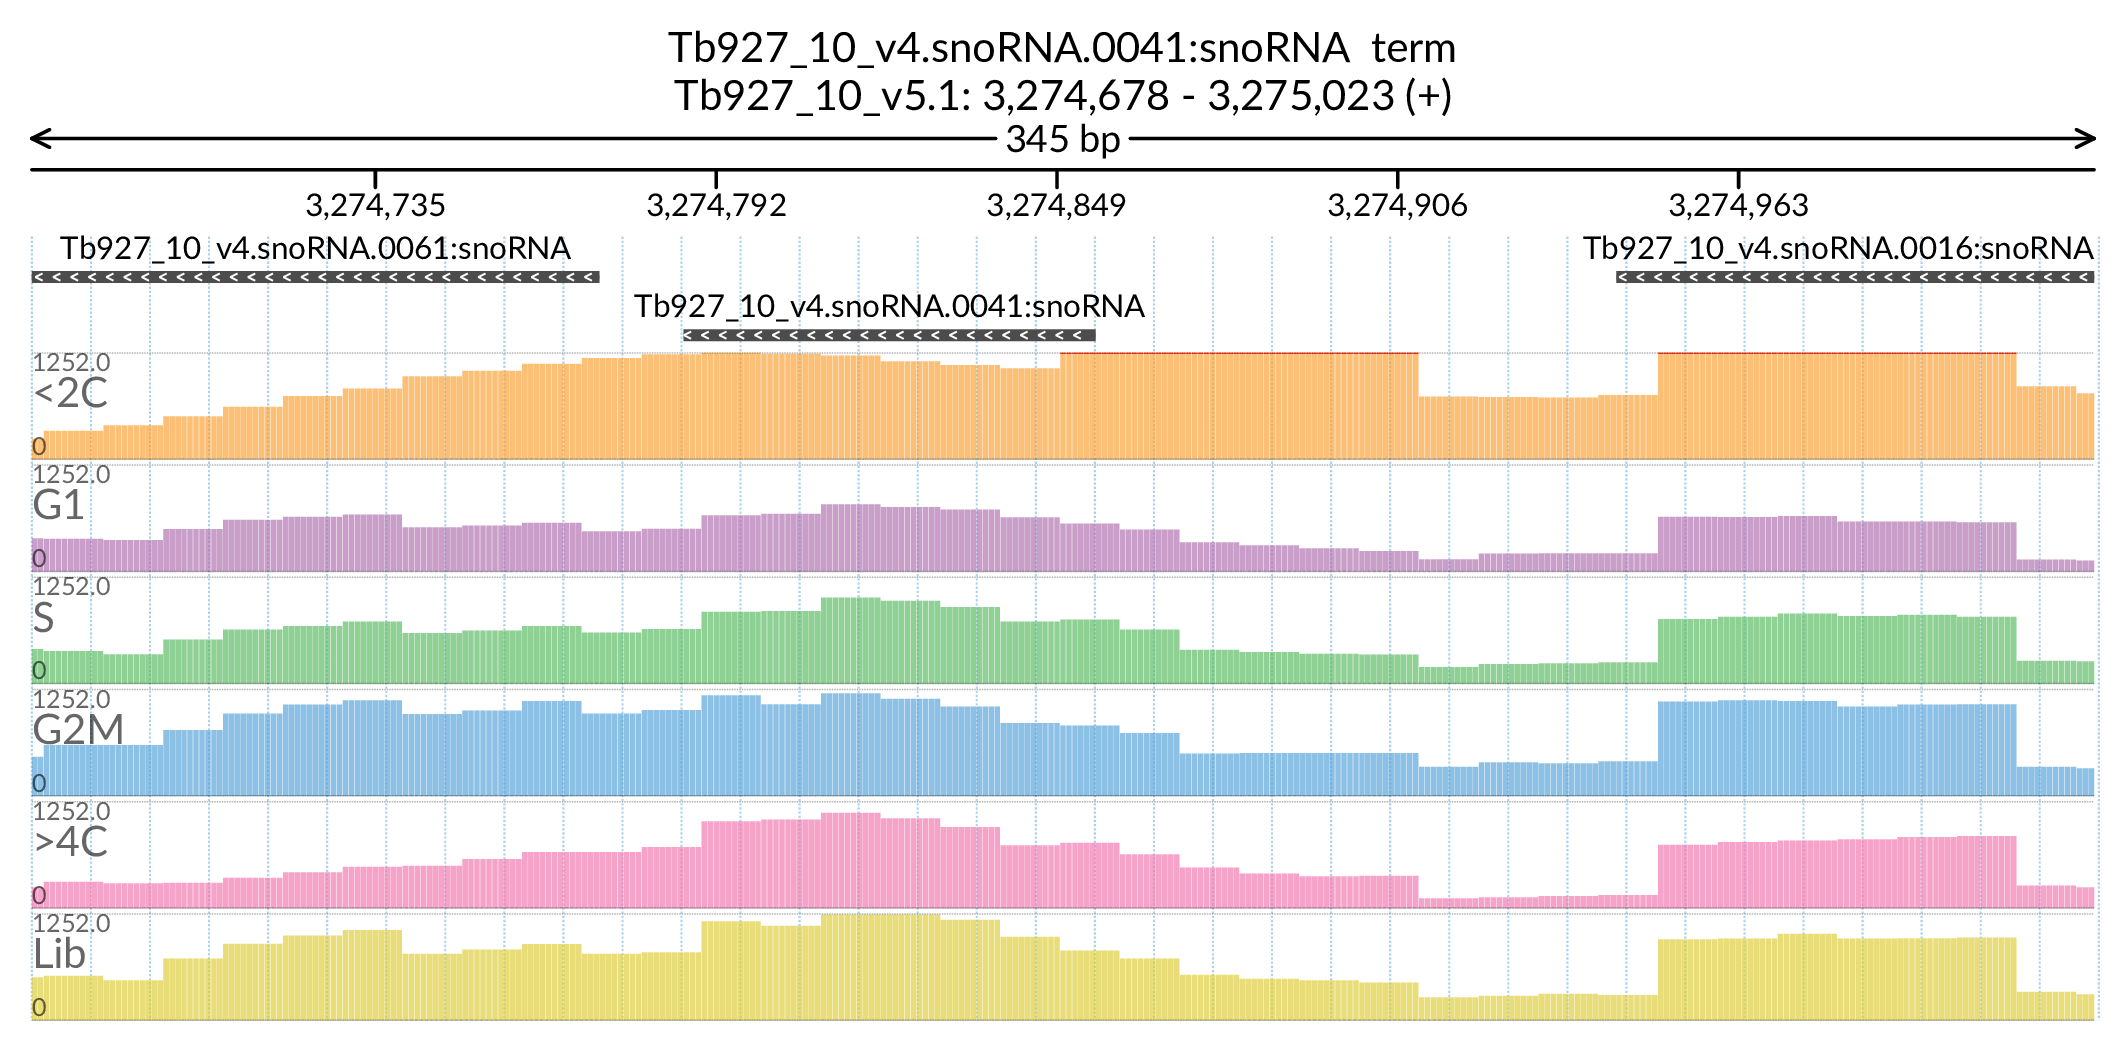 Tb927_10_v4.snoRNA.0041:snoRNA term
Tb927_10_v5.1: 3,274,678 - 3,275,023 (+)
345 bp
3,274,735 3,274,792 3,274,849 3,274,906 3,274,963
Tb927_10_v4.snoRNA.0061:snoRNA Tb927_10_v4.snoRNA.0016:snoRNA
Tb927_10_v4.snoRNA.0041:snoRNA
1252.0
<2C
0
1252.0
G1
0
1252.0
S
0
1252.0
G2M
0
1252.0
>4C
0
1252.0
Lib
0